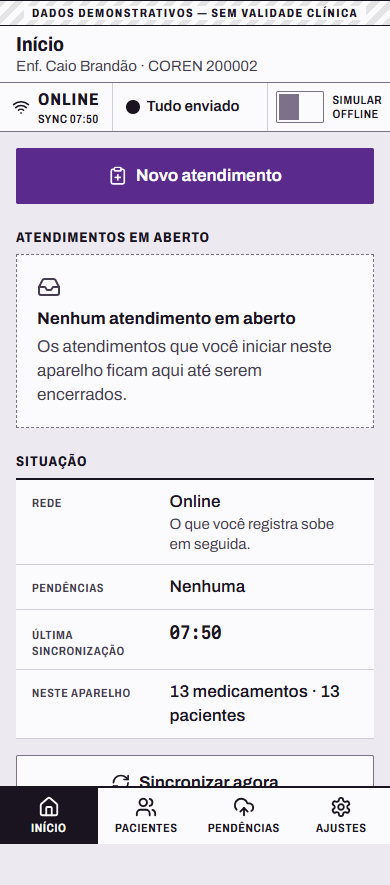 DADOS DEMONSTRATIVOS — SEM VALIDADE CLÍNICA
Início
Enf. Caio Brandão · COREN 200002
ONLINE
SYNC 07:50
Tudo enviado
SIMULAR
OFFLINE
Novo atendimento
ATENDIMENTOS EM ABERTO
Nenhum atendimento em aberto
Os atendimentos que você iniciar neste
aparelho ficam aqui até serem
encerrados.
SITUAÇÃO
REDE
Online
O que você registra sobe
em seguida.
PENDÊNCIAS
Nenhuma
ÚLTIMA
SINCRONIZAÇÃO
07:50
NESTE APARELHO
13 medicamentos · 13
pacientes
Sincronizar agora
INÍCIO
PACIENTES
PENDÊNCIAS
AJUSTES